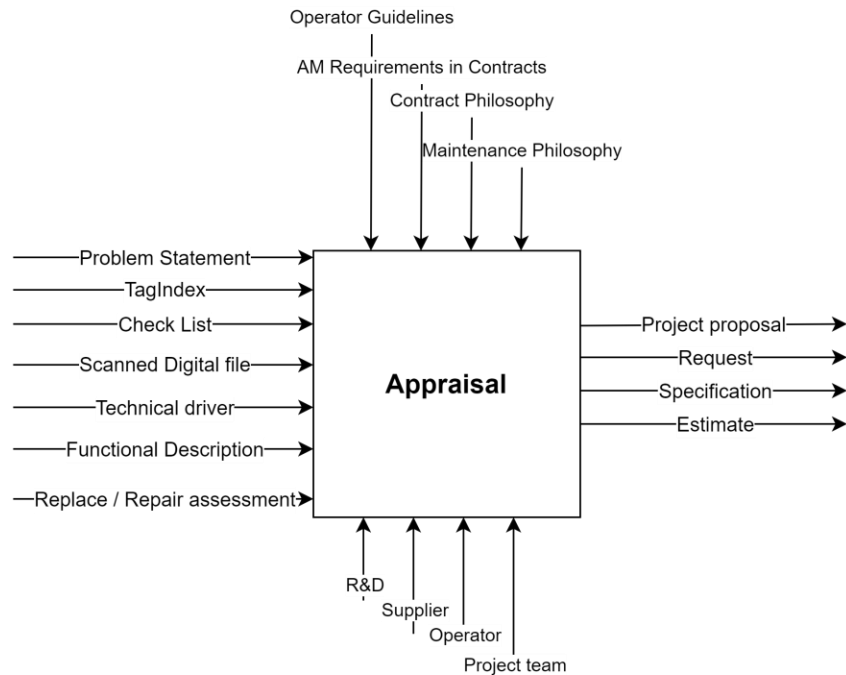 Operator Guidelines
AM Requirements in Contracts
Contract Philosophy
Maintenance Philosophy
Problem Statement
TagIndex
Check List
Scanned Digital file
Technical driver
Functional Description
Replace / Repair assessment
Appraisal
Project proposal
Request
Specification
Estimate
R&D
Supplier
Operator
Project team